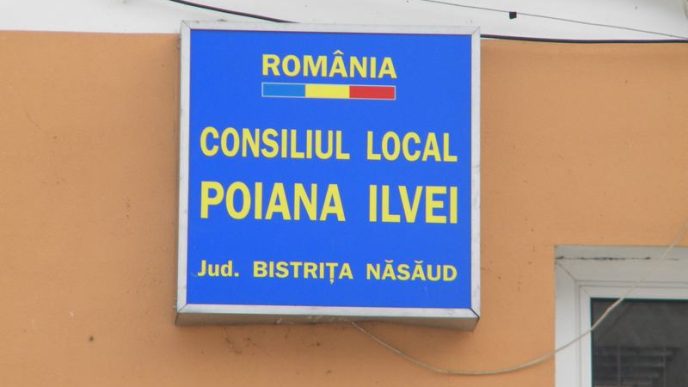 ROMÂNIA
CONSILIUL LOCAL
POIANA ILVEI
Jud. BISTRIȚA NĂSĂUD